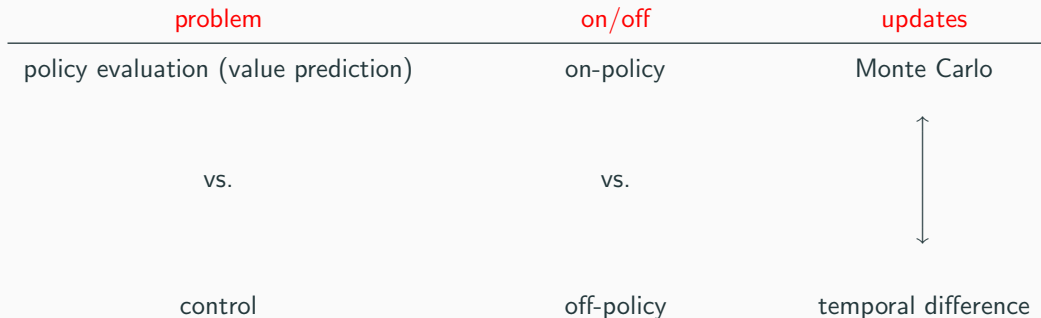 problem on/off updates
policy evaluation (value prediction) on-policy Monte Carlo
vs. vs.
control off-policy temporal difference